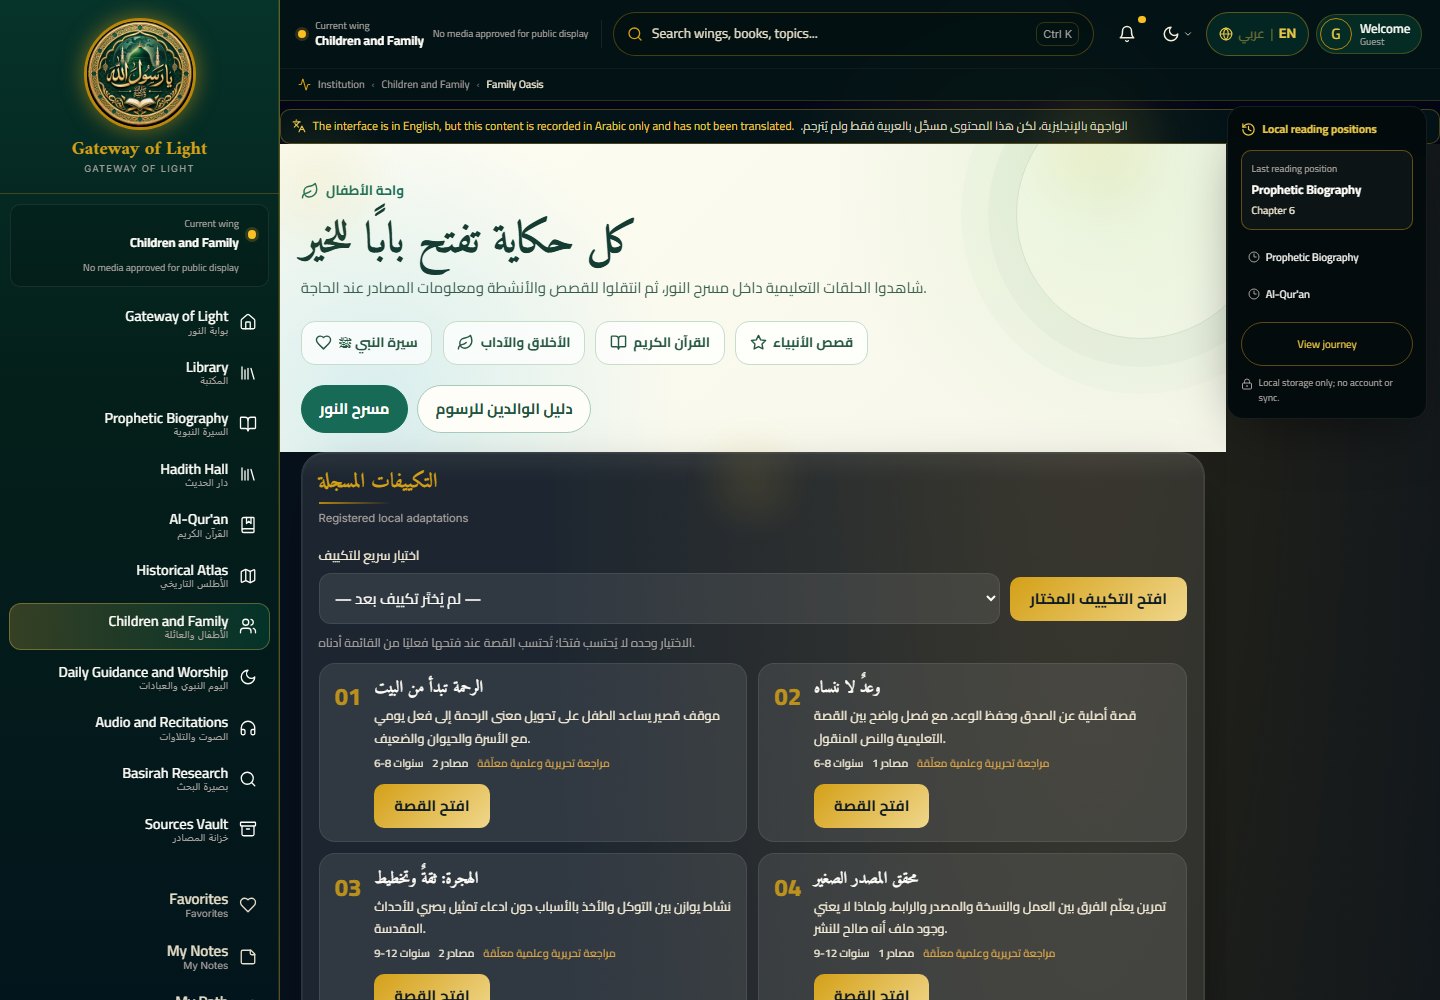 يا رسول الله
Gateway of Light
GATEWAY OF LIGHT
Current wing
Children and Family
No media approved for public display
Gateway of Light
بوابة النور
Library
المكتبة
Prophetic Biography
السيرة النبوية
Hadith Hall
دار الحديث
Al-Qur'an
القرآن الكريم
Historical Atlas
الأطلس التاريخي
Children and Family
الأطفال والعائلة
Daily Guidance and Worship
اليوم النبوي والعبادات
Audio and Recitations
الصوت والتلاوات
Basirah Research
بصيرة البحث
Sources Vault
خزانة المصادر
Favorites
Favorites
My Notes
My Notes
My Path
Current wing
Children and Family
No media approved for public display
Search wings, books, topics...
Ctrl K
عربي | EN
G
Welcome
Guest
Institution ‹ Children and Family ‹ Family Oasis
The interface is in English, but this content is recorded in Arabic only and has not been translated. الواجهة بالإنجليزية، لكن هذا المحتوى مسجَّل بالعربية فقط ولم يُترجم.
واحة الأطفال
كل حكاية تفتح بابًا للخير
شاهدوا الحلقات التعليمية داخل مسرح النور، ثم انتقلوا للقصص والأنشطة ومعلومات المصادر عند الحاجة.
سيرة النبي ﷺ
الأخلاق والآداب
القرآن الكريم
قصص الأنبياء
مسرح النور
دليل الوالدين للرسوم
Local reading positions
Last reading position
Prophetic Biography
Chapter 6
Prophetic Biography
Al-Qur'an
View journey
Local storage only; no account or
sync.
التكييفات المسجلة
Registered local adaptations
اختيار سريع للتكييف
— لم يُختَر تكييف بعد —
افتح التكييف المختار
الاختيار وحده لا يُحتسب فتحًا؛ تُحتسب القصة عند فتحها فعليًا من القائمة أدناه.
01
الرحمة تبدأ من البيت
موقف قصير يساعد الطفل على تحويل معنى الرحمة إلى فعل يومي
مع الأسرة والحيوان والضعيف.
6-8 سنوات 2 مصادر مراجعة تحريرية وعلمية معلّقة
افتح القصة
02
وعدٌ لا ننساه
قصة أصلية عن الصدق وحفظ الوعد، مع فصل واضح بين القصة
التعليمية والنص المنقول.
6-8 سنوات 1 مصادر مراجعة تحريرية وعلمية معلّقة
افتح القصة
03
الهجرة: ثقةٌ وتخطيط
نشاط يوازن بين التوكل والأخذ بالأسباب دون ادعاء تمثيل بصري للأحداث
المقدسة.
9-12 سنوات 2 مصادر مراجعة تحريرية وعلمية معلّقة
افتح القصة
04
محقق المصدر الصغير
تمرين يعلّم الفرق بين العمل والنسخة والمصدر والرابط، ولماذا لا يعني
وجود ملف أنه صالح للنشر.
9-12 سنوات 1 مصادر مراجعة تحريرية وعلمية معلّقة
افتح القصة